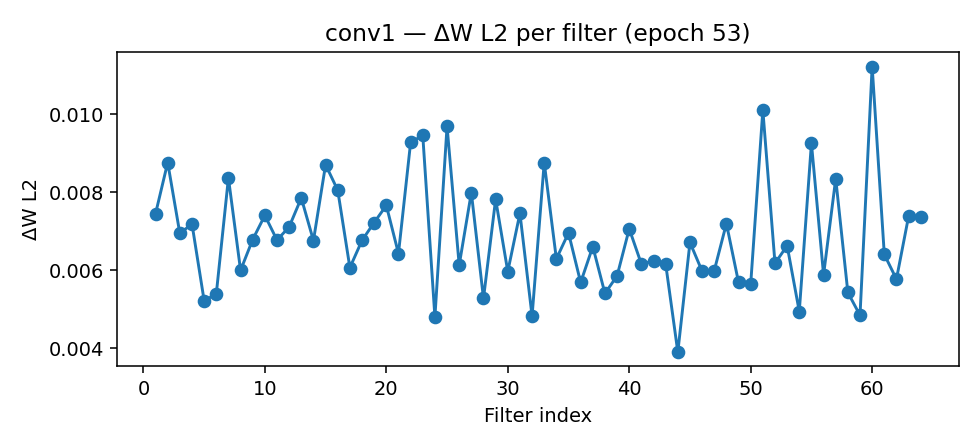 conv1 — ΔW L2 per filter (epoch 53)
ΔW L2
0.010
0.008
0.006
0.004
0 10 20 30 40 50 60
Filter index